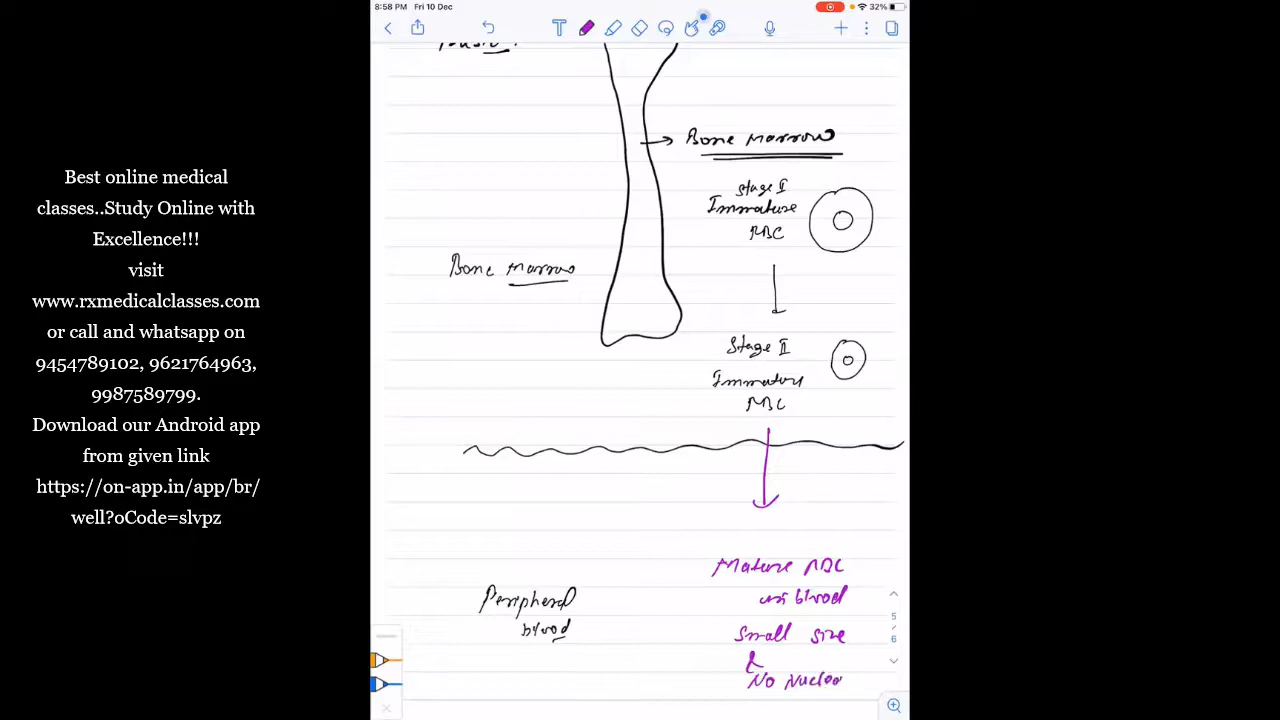 8:58 PM Fri 10 Dec
32%
Best online medical
classes..Study Online with
Excellence!!!
visit
www.rxmedicalclasses.com
or call and whatsapp on
9454789102, 9621764963,
9987589799.
Download our Android app
from given link
https://on-app.in/app/br/
well?oCode=slvpz
Bone marrow
Stage I
Immature
RBC
Bone marrow
Stage II
Immature
RBC
Mature RBC
blood
Small size
&
No Nucleo
Peripheral
blood
5
6